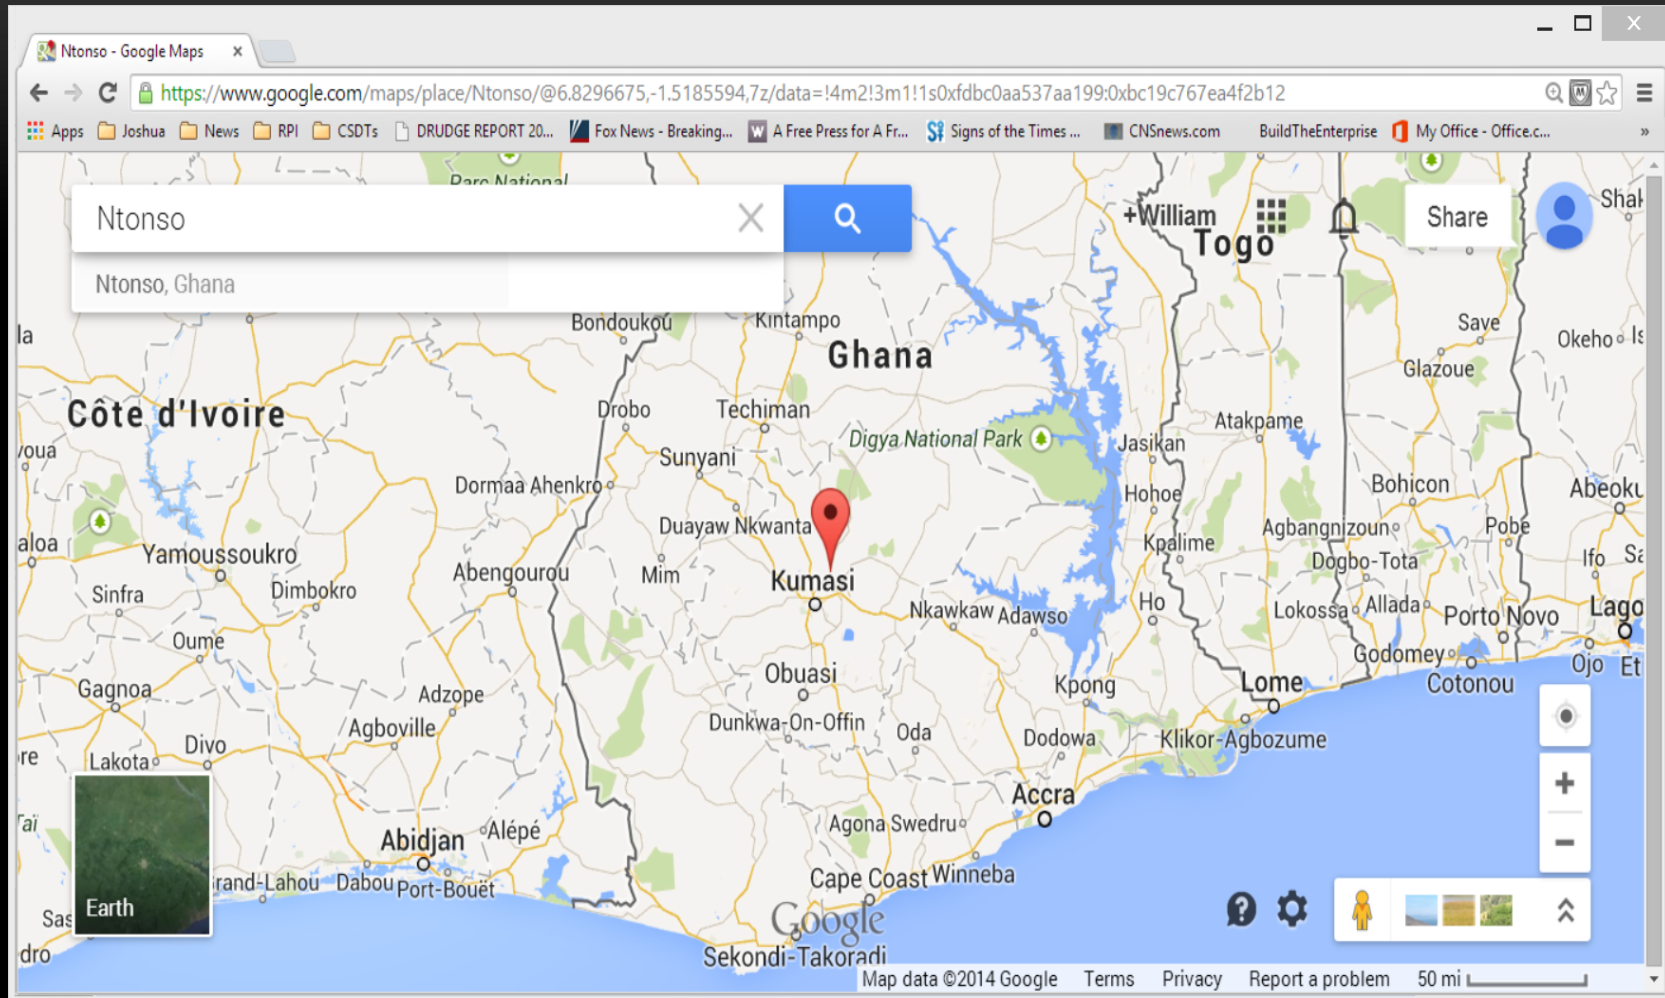 Ntonso - Google Maps
https://www.google.com/maps/place/Ntonso/@6.8296675,-1.5185594,7z/data=!4m2!3m1!1s0xfdbc0aa537aa199:0xbc19c767ea4f2b12
Apps Joshua News RPI CSDTs DRUDGE REPORT 20... Fox News - Breaking... A Free Press for A Fr... Signs of the Times ... CNSnews.com BuildTheEnterprise My Office - Office.c... »
Parc National
Ntonso
+William
Share
Togo
Ntonso, Ghana
Bondoukou
Kintampo
Save
Okeho
Ghana
Glazoue
Côte d'Ivoire
Drobo
Techiman
Atakpame
Digya National Park
Jasikan
Sunyani
Dormaa Ahenkro
Bohicon
Hohoe
Duayaw Nkwanta
Agbangnizoun
Pobe
Kpalime
Yamoussoukro
Dogbo-Tota
Ifo
Abengourou
Mim
Kumasi
Sinfra
Dimbokro
Nkawkaw
Adawso
Ho
Lokossa
Allada
Porto Novo
Oume
Godomey
Ojo
Obuasi
Gagnoa
Adzope
Kpong
Lome
Cotonou
Dunkwa-On-Offin
Agboville
Oda
Dodowa
Klikor-Agbozume
Divo
Lakota
Accra
Abidjan
Alépé
Agona Swedru
Dabou
Port-Bouët
Cape Coast
Winneba
Earth
Google
Sekondi-Takoradi
Map data ©2014 Google Terms Privacy Report a problem 50 mi